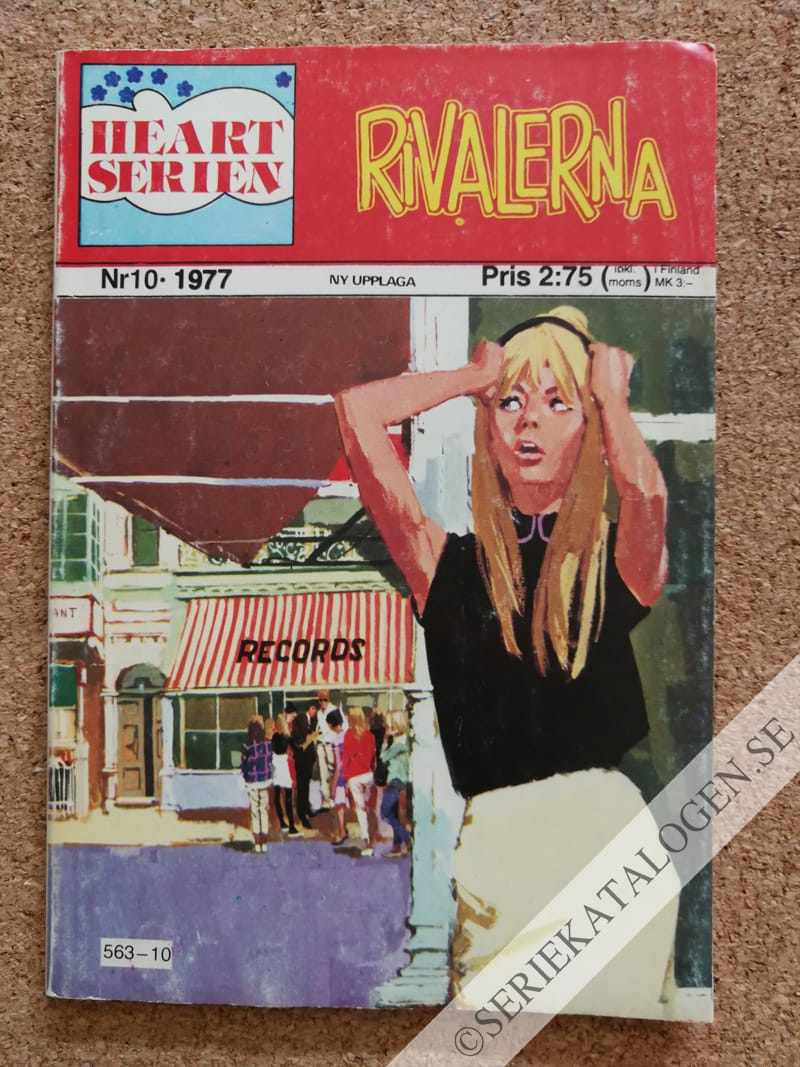 HEART
SERIEN
RIVALERNA
Nr10·1977
NY UPPLAGA
Pris 2:75 (inkl. moms) i Finland MK 3:-
ANT
RECORDS
563-10
©SERIEKATALOGEN.SE